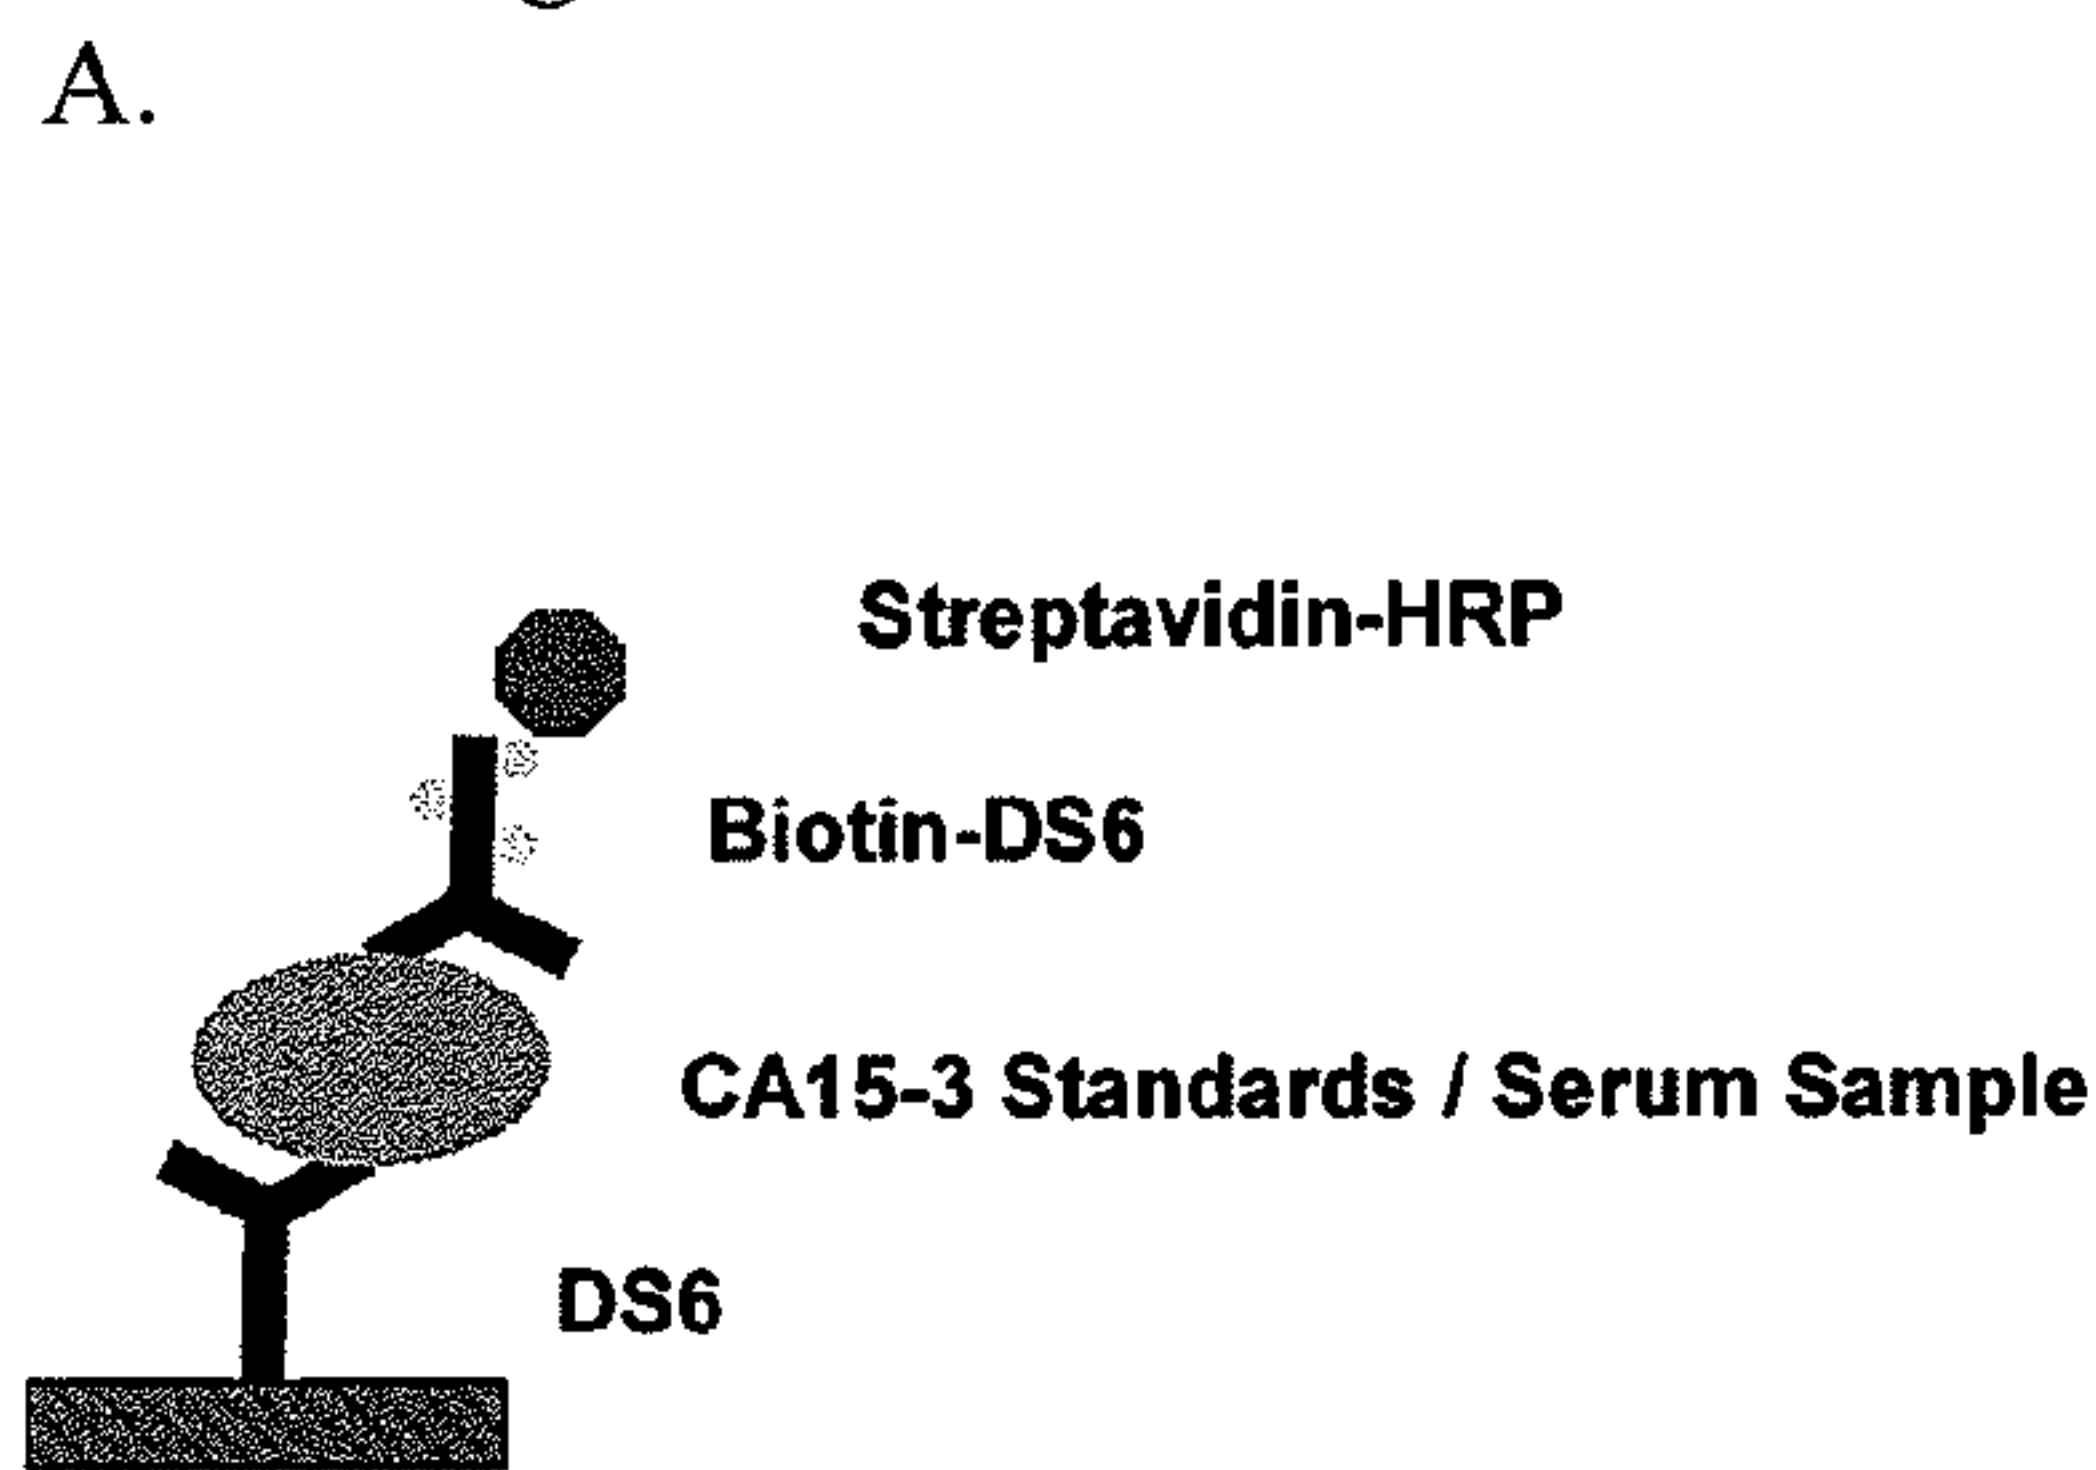 A.
Streptavidin-HRP
Biotin-DS6
CA15-3 Standards / Serum Sample
DS6